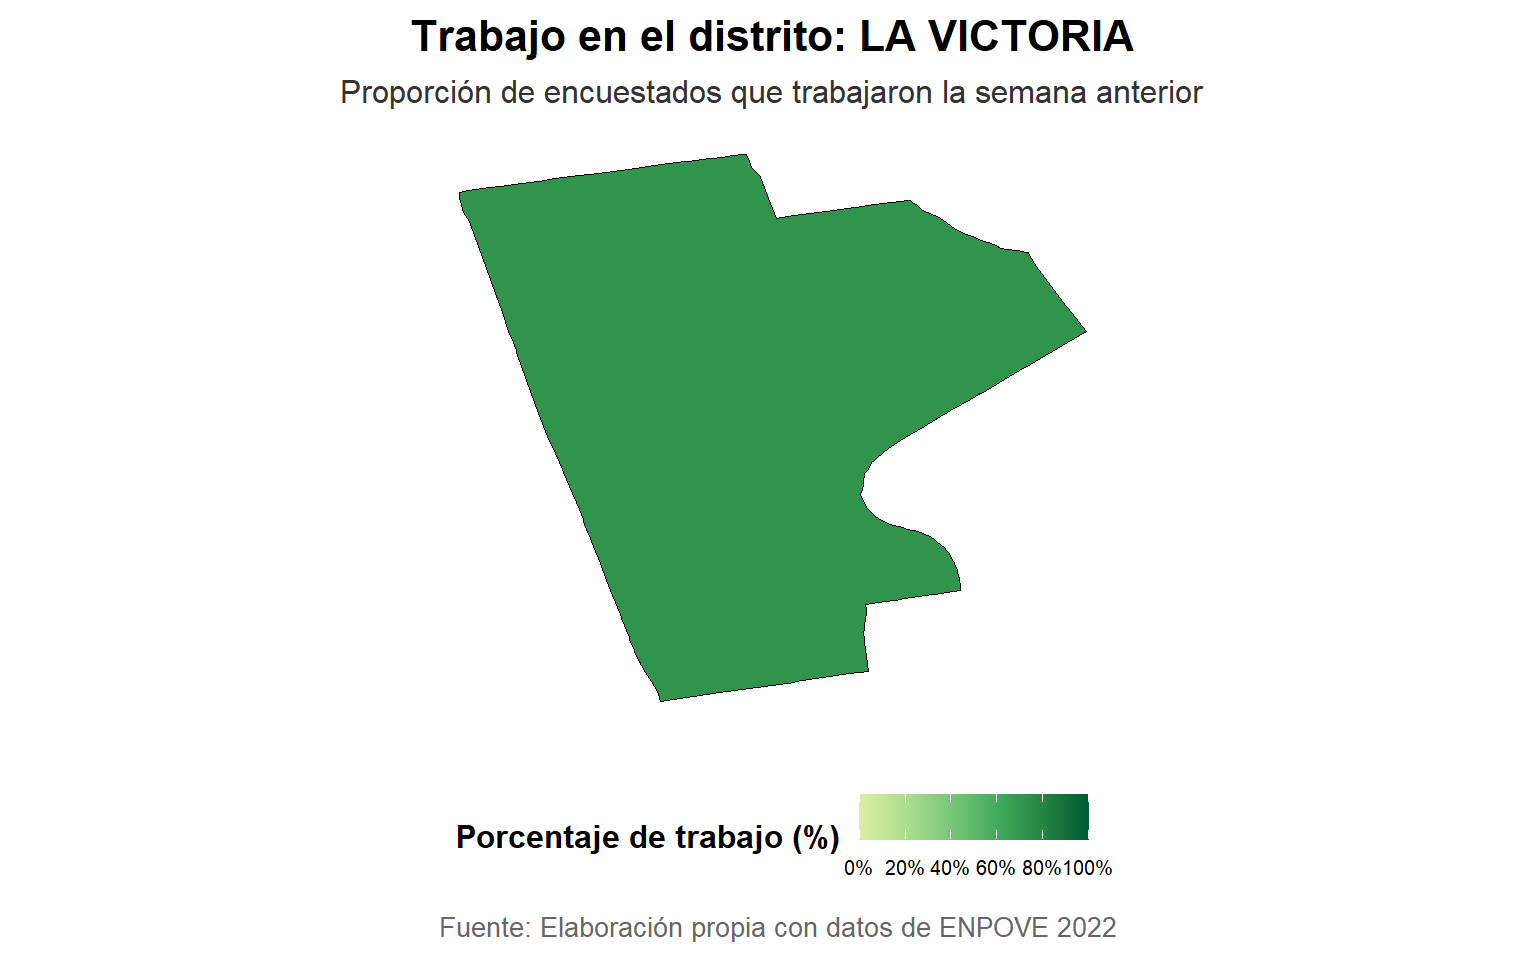 Trabajo en el distrito: LA VICTORIA
Proporción de encuestados que trabajaron la semana anterior
Porcentaje de trabajo (%)
0% 20% 40% 60% 80% 100%
Fuente: Elaboración propia con datos de ENPOVE 2022